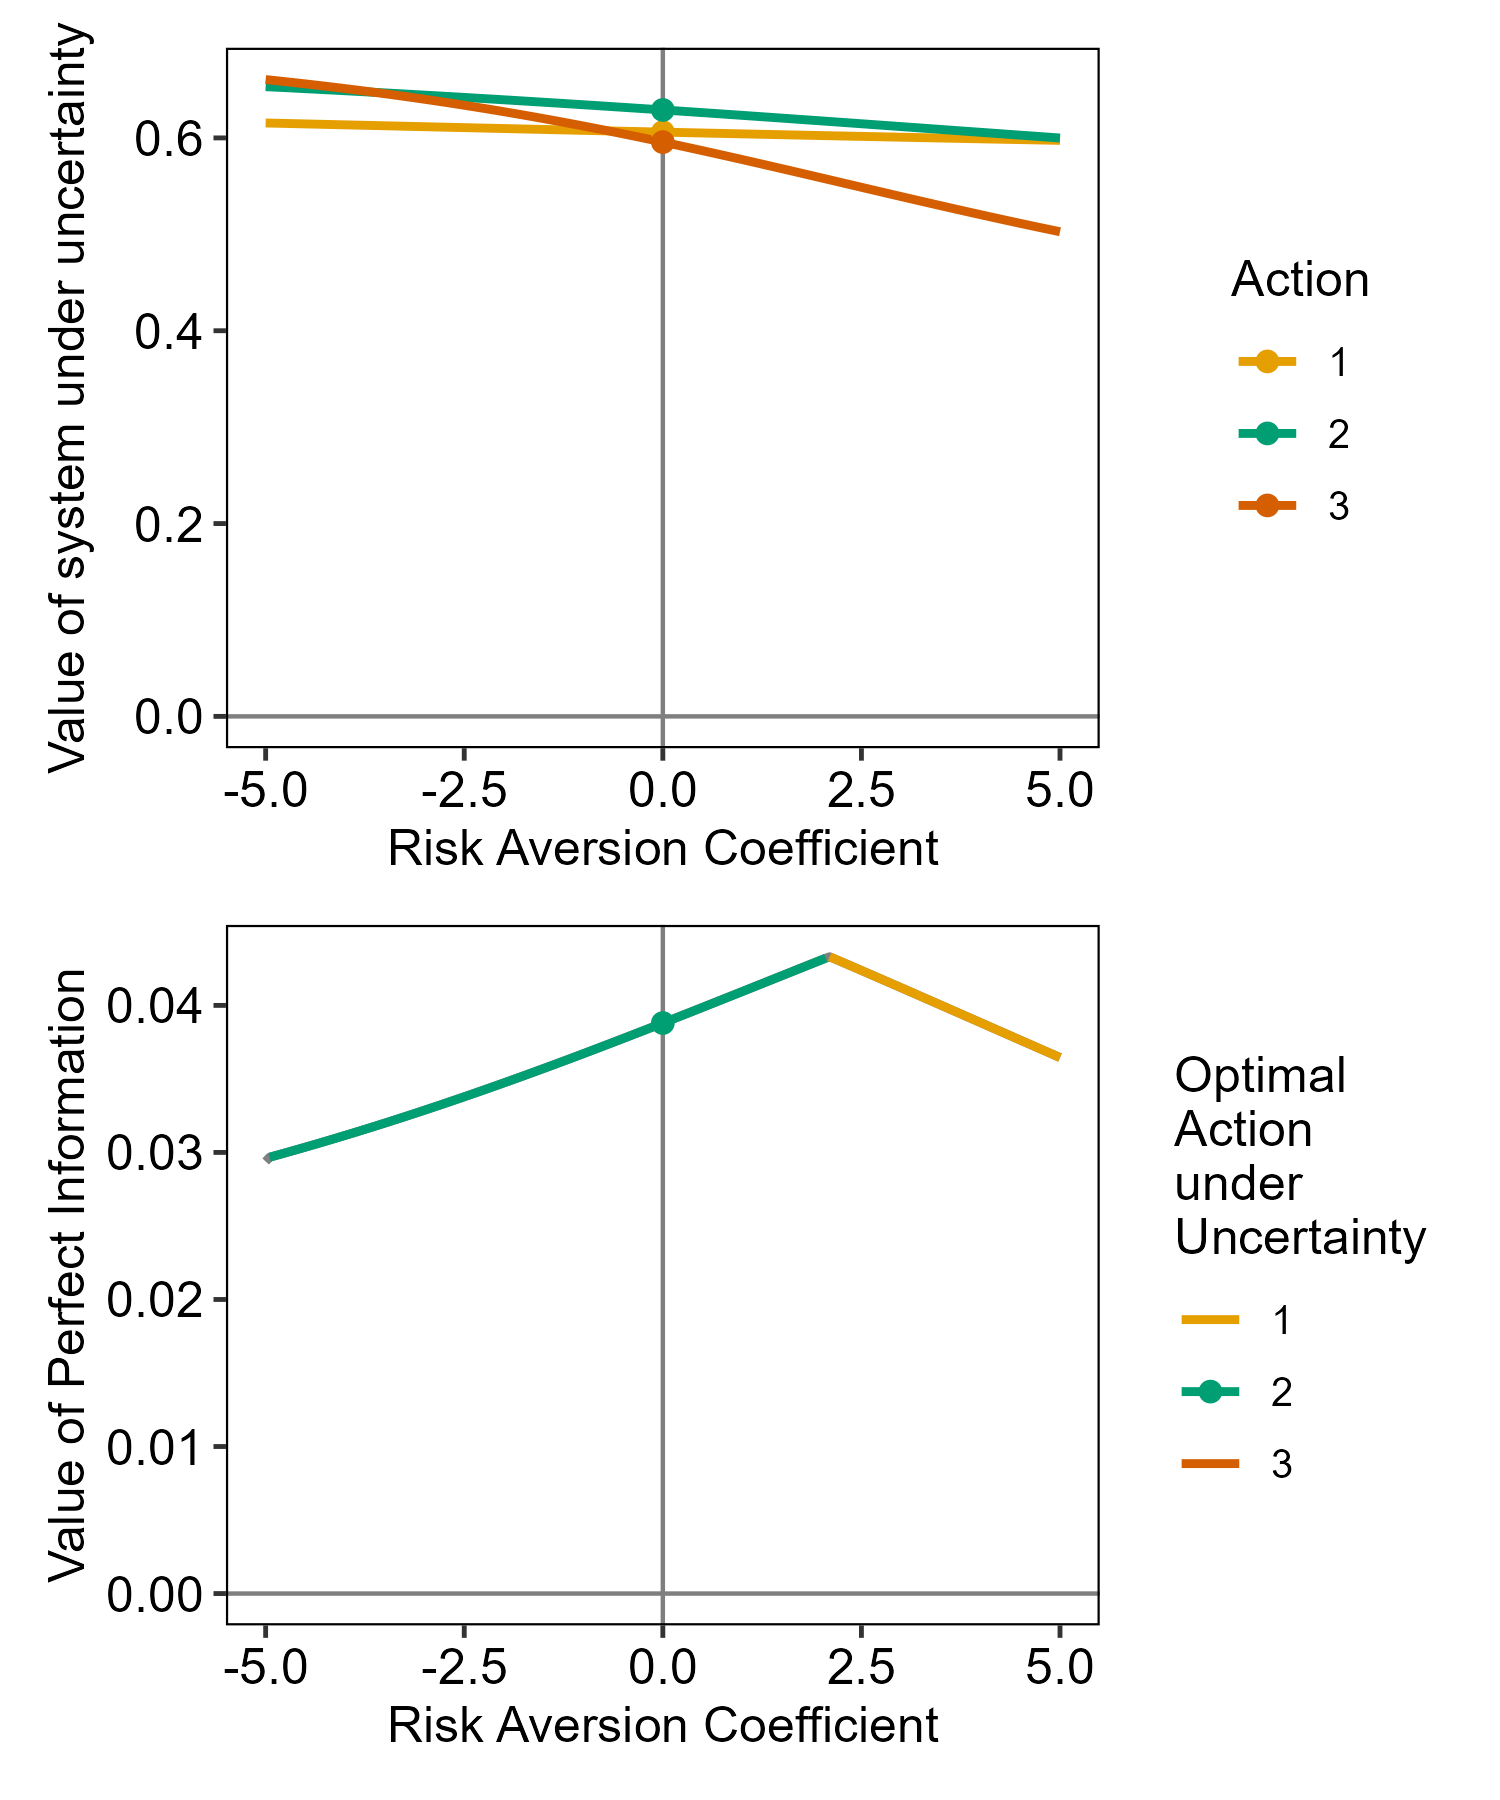 Value of system under uncertainty
0.6
0.4
0.2
0.0
-5.0 -2.5 0.0 2.5 5.0
Risk Aversion Coefficient
Action
1
2
3
Value of Perfect Information
0.04
0.03
0.02
0.01
0.00
-5.0 -2.5 0.0 2.5 5.0
Risk Aversion Coefficient
Optimal
Action
under
Uncertainty
1
2
3